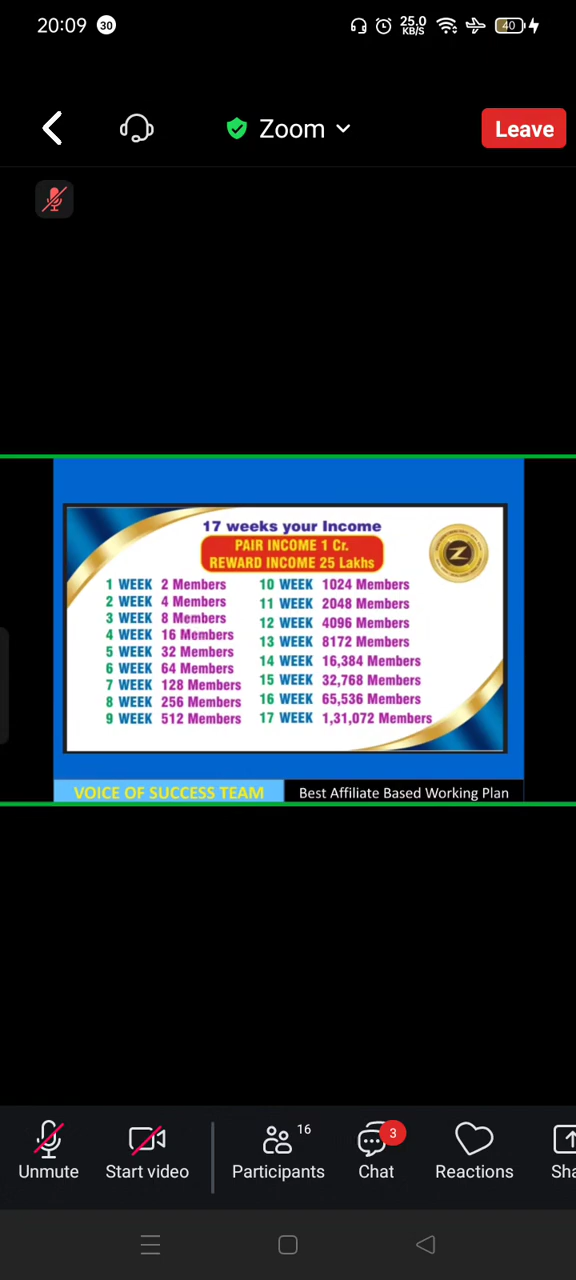 20:09 30 25.0 KB/S 40
Zoom
Leave
17 weeks your Income
PAIR INCOME 1 Cr.
REWARD INCOME 25 Lakhs
1 WEEK 2 Members
2 WEEK 4 Members
3 WEEK 8 Members
4 WEEK 16 Members
5 WEEK 32 Members
6 WEEK 64 Members
7 WEEK 128 Members
8 WEEK 256 Members
9 WEEK 512 Members
10 WEEK 1024 Members
11 WEEK 2048 Members
12 WEEK 4096 Members
13 WEEK 8172 Members
14 WEEK 16,384 Members
15 WEEK 32,768 Members
16 WEEK 65,536 Members
17 WEEK 1,31,072 Members
Z
VOICE OF SUCCESS TEAM
Best Affiliate Based Working Plan
16
3
Unmute
Start video
Participants
Chat
Reactions
Sha